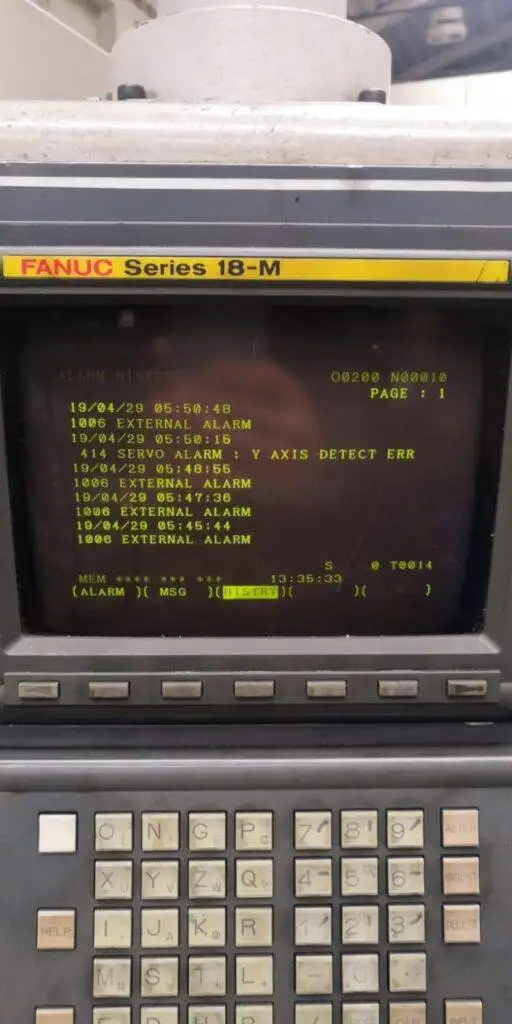 FANUC Series 18-M
ALARM HISTORY
O0200 N00010
PAGE : 1
19/04/29 05:50:48
1006 EXTERNAL ALARM
19/04/29 05:50:15
414 SERVO ALARM : Y AXIS DETECT ERR
19/04/29 05:48:55
1006 EXTERNAL ALARM
19/04/29 05:47:36
1006 EXTERNAL ALARM
19/04/29 05:45:44
1006 EXTERNAL ALARM
S 0 T0014
MEM **** *** *** 13:35:33
(ALARM )( MSG )(HISTRY)( )( )
O N G P 7 8 9 ALTER
X U Y V Z W Q 4 5 6 INSERT
HELP I J A K R 1 2 3 DELETE
M # S T L + - 0 .
F D H